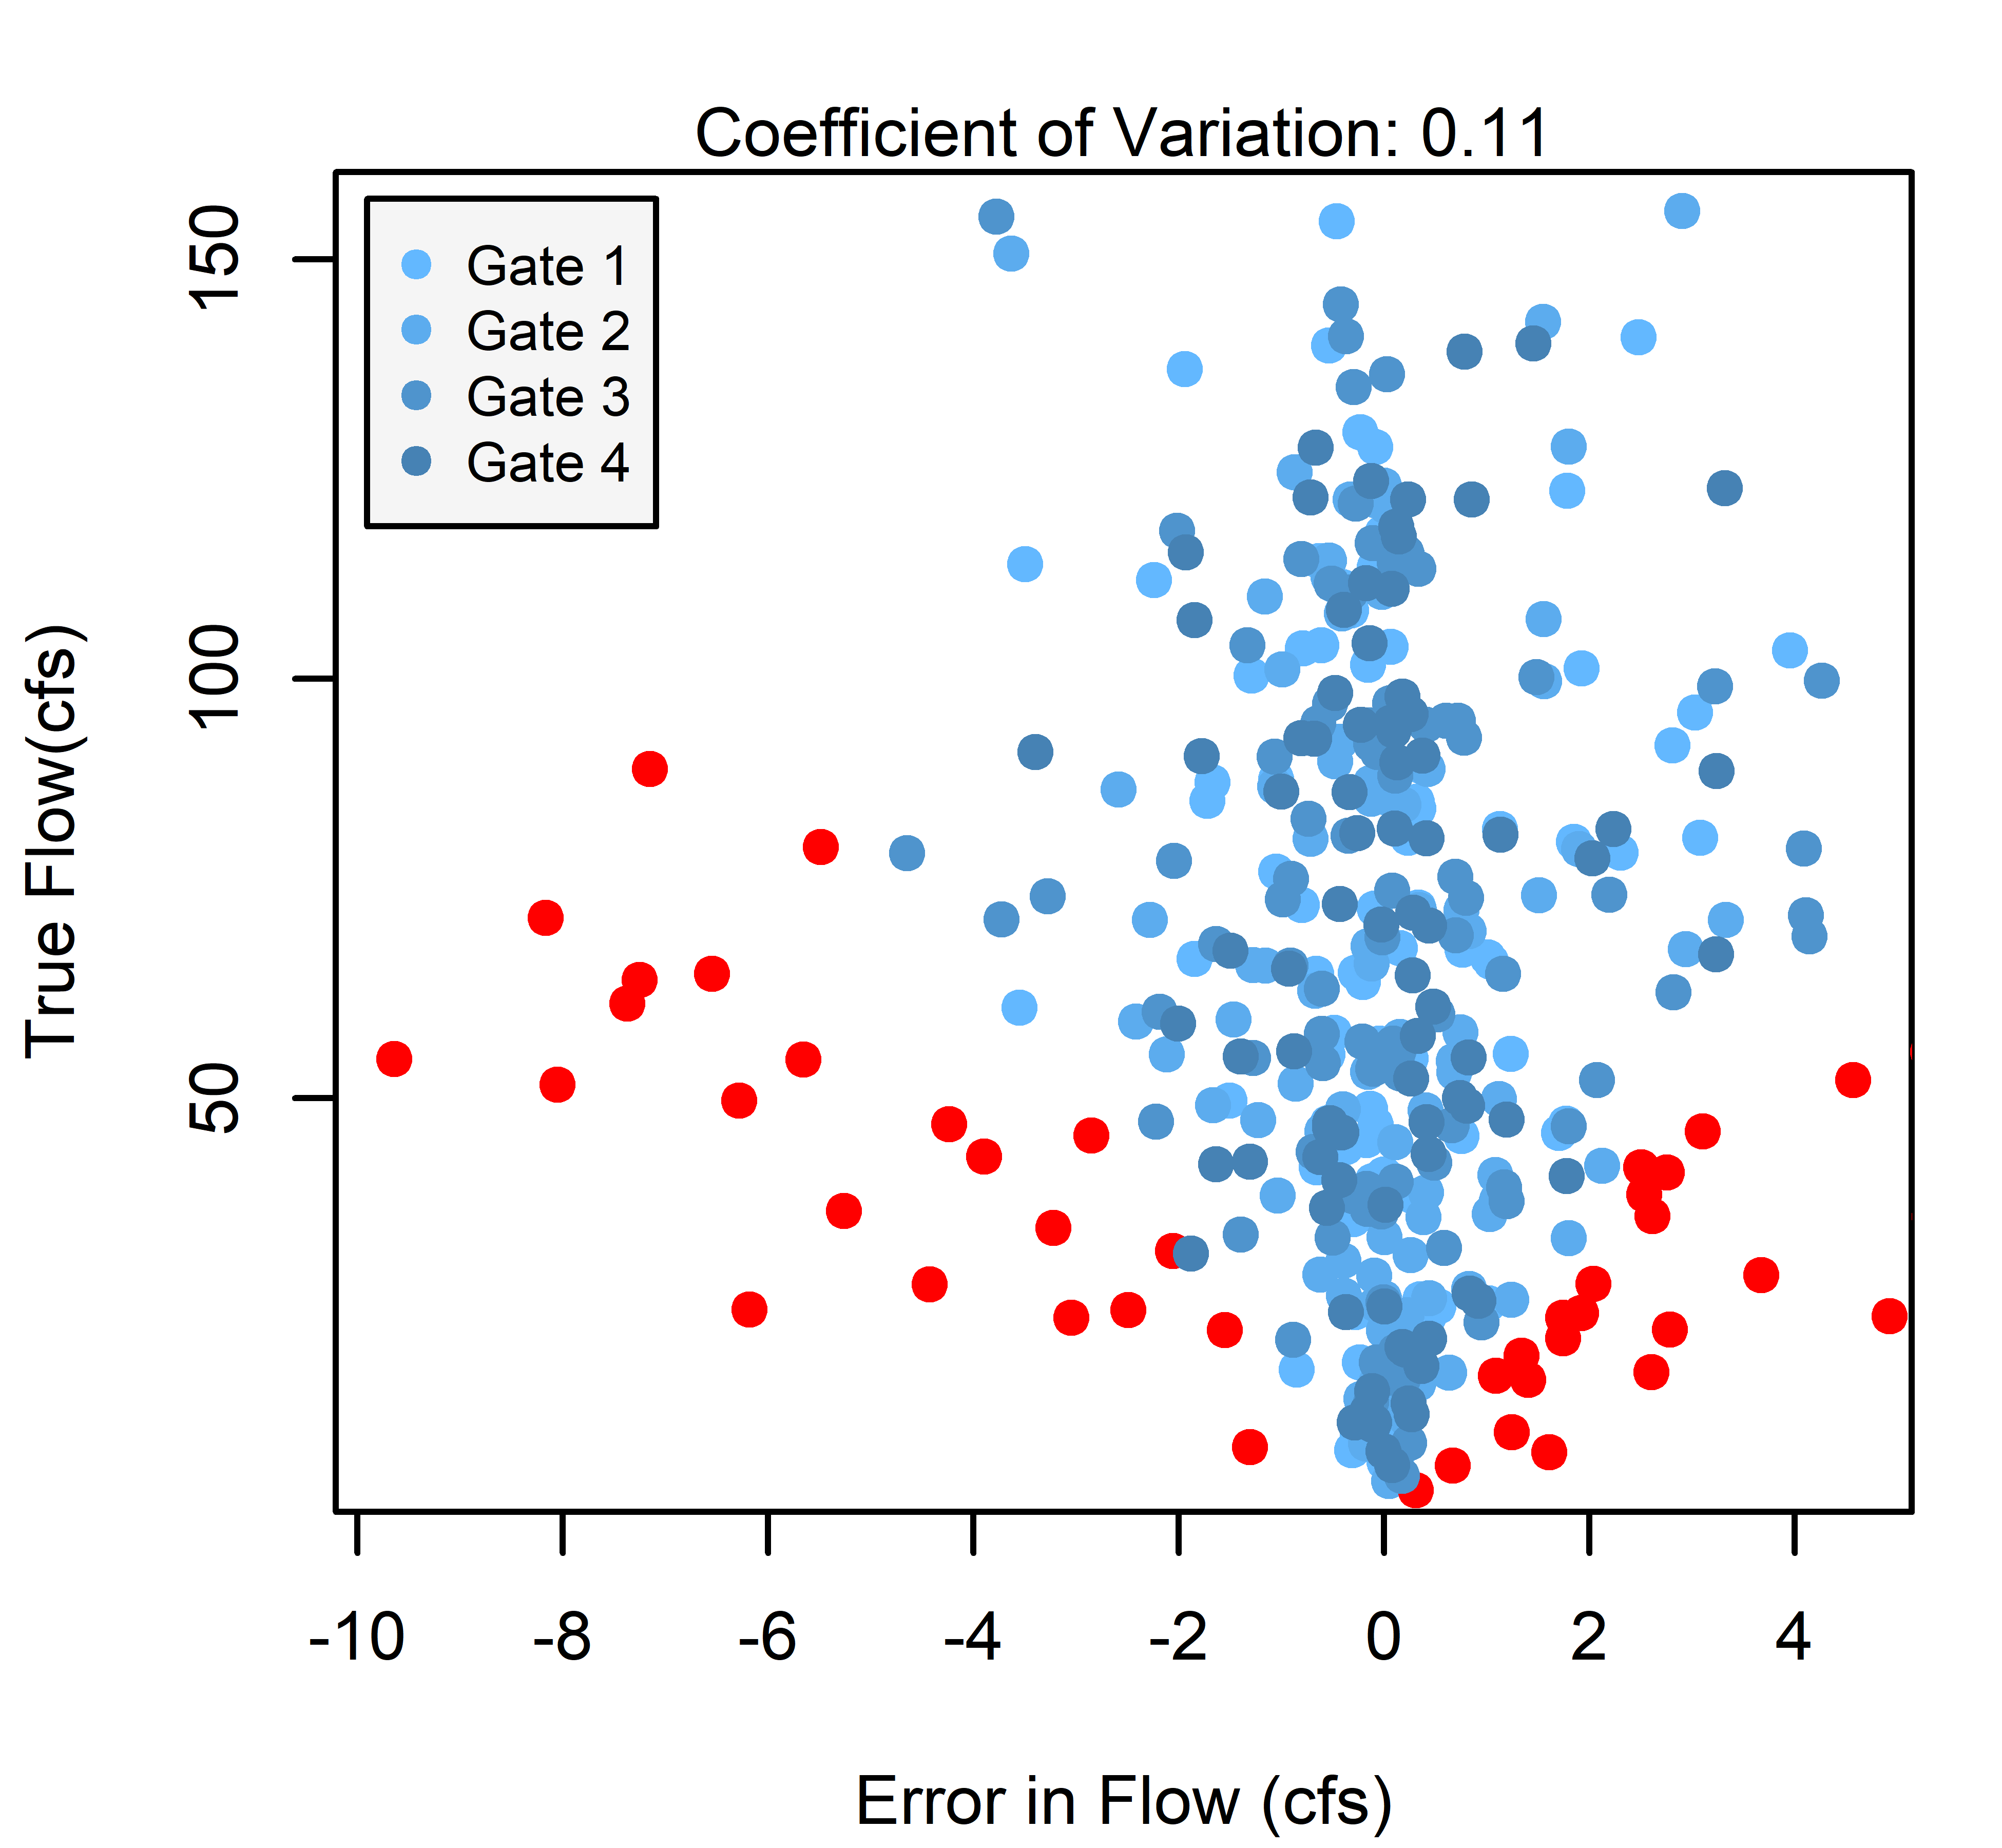 Coefficient of Variation: 0.11
Gate 1
Gate 2
Gate 3
Gate 4
True Flow(cfs)
150
100
50
-10 -8 -6 -4 -2 0 2 4
Error in Flow (cfs)